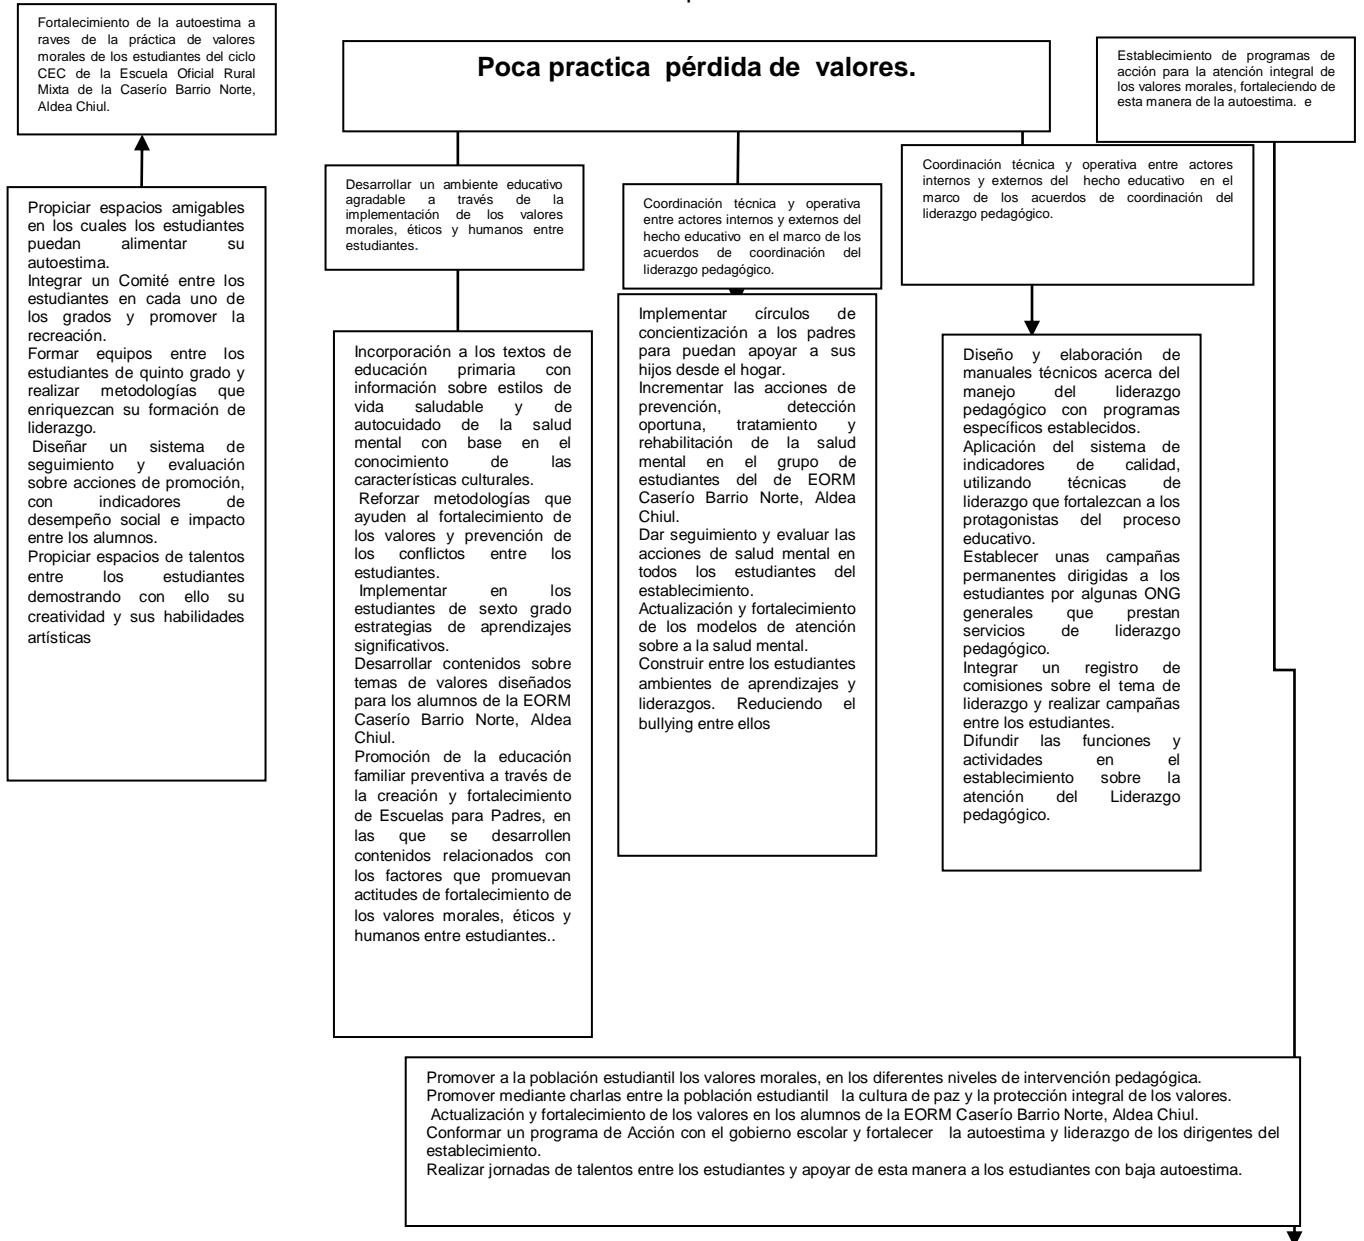 Fortalecimiento de la autoestima a
raves de la práctica de valores
morales de los estudiantes del ciclo
CEC de la Escuela Oficial Rural
Mixta de la Caserío Barrio Norte,
Aldea Chiul.
Poca practica pérdida de valores.
Establecimiento de programas de
acción para la atención integral de
los valores morales, fortaleciendo de
esta manera de la autoestima. e
Propiciar espacios amigables
en los cuales los estudiantes
puedan alimentar su
autoestima.
Integrar un Comité entre los
estudiantes en cada uno de
los grados y promover la
recreación.
Formar equipos entre los
estudiantes de quinto grado y
realizar metodologías que
enriquezcan su formación de
liderazgo.
Diseñar un sistema de
seguimiento y evaluación
sobre acciones de promoción,
con indicadores de
desempeño social e impacto
entre los alumnos.
Propiciar espacios de talentos
entre los estudiantes
demostrando con ello su
creatividad y sus habilidades
artísticas
Desarrollar un ambiente educativo
agradable a través de la
implementación de los valores
morales, éticos y humanos entre
estudiantes.
Incorporación a los textos de
educación primaria con
información sobre estilos de
vida saludable y de
autocuidado de la salud
mental con base en el
conocimiento de las
características culturales.
Reforzar metodologías que
ayuden al fortalecimiento de
los valores y prevención de
los conflictos entre los
estudiantes.
Implementar en los
estudiantes de sexto grado
estrategias de aprendizajes
significativos.
Desarrollar contenidos sobre
temas de valores diseñados
para los alumnos de la EORM
Caserío Barrio Norte, Aldea
Chiul.
Promoción de la educación
familiar preventiva a través de
la creación y fortalecimiento
de Escuelas para Padres, en
las que se desarrollen
contenidos relacionados con
los factores que promuevan
actitudes de fortalecimiento de
los valores morales, éticos y
humanos entre estudiantes..
Coordinación técnica y operativa
entre actores internos y externos del
hecho educativo en el marco de los
acuerdos de coordinación del
liderazgo pedagógico.
Implementar círculos de
concientización a los padres
para puedan apoyar a sus
hijos desde el hogar.
Incrementar las acciones de
prevención, detección
oportuna, tratamiento y
rehabilitación de la salud
mental en el grupo de
estudiantes del de EORM
Caserío Barrio Norte, Aldea
Chiul.
Dar seguimiento y evaluar las
acciones de salud mental en
todos los estudiantes del
establecimiento.
Actualización y fortalecimiento
de los modelos de atención
sobre a la salud mental.
Construir entre los estudiantes
ambientes de aprendizajes y
liderazgos. Reduciendo el
bullying entre ellos
Coordinación técnica y operativa entre actores
internos y externos del hecho educativo en el
marco de los acuerdos de coordinación del
liderazgo pedagógico.
Diseño y elaboración de
manuales técnicos acerca del
manejo del liderazgo
pedagógico con programas
específicos establecidos.
Aplicación del sistema de
indicadores de calidad,
utilizando técnicas de
liderazgo que fortalezcan a los
protagonistas del proceso
educativo.
Establecer unas campañas
permanentes dirigidas a los
estudiantes por algunas ONG
generales que prestan
servicios de liderazgo
pedagógico.
Integrar un registro de
comisiones sobre el tema de
liderazgo y realizar campañas
entre los estudiantes.
Difundir las funciones y
actividades en el
establecimiento sobre la
atención del Liderazgo
pedagógico.
Promover a la población estudiantil los valores morales, en los diferentes niveles de intervención pedagógica.
Promover mediante charlas entre la población estudiantil la cultura de paz y la protección integral de los valores.
Actualización y fortalecimiento de los valores en los alumnos de la EORM Caserío Barrio Norte, Aldea Chiul.
Conformar un programa de Acción con el gobierno escolar y fortalecer la autoestima y liderazgo de los dirigentes del
establecimiento.
Realizar jornadas de talentos entre los estudiantes y apoyar de esta manera a los estudiantes con baja autoestima.